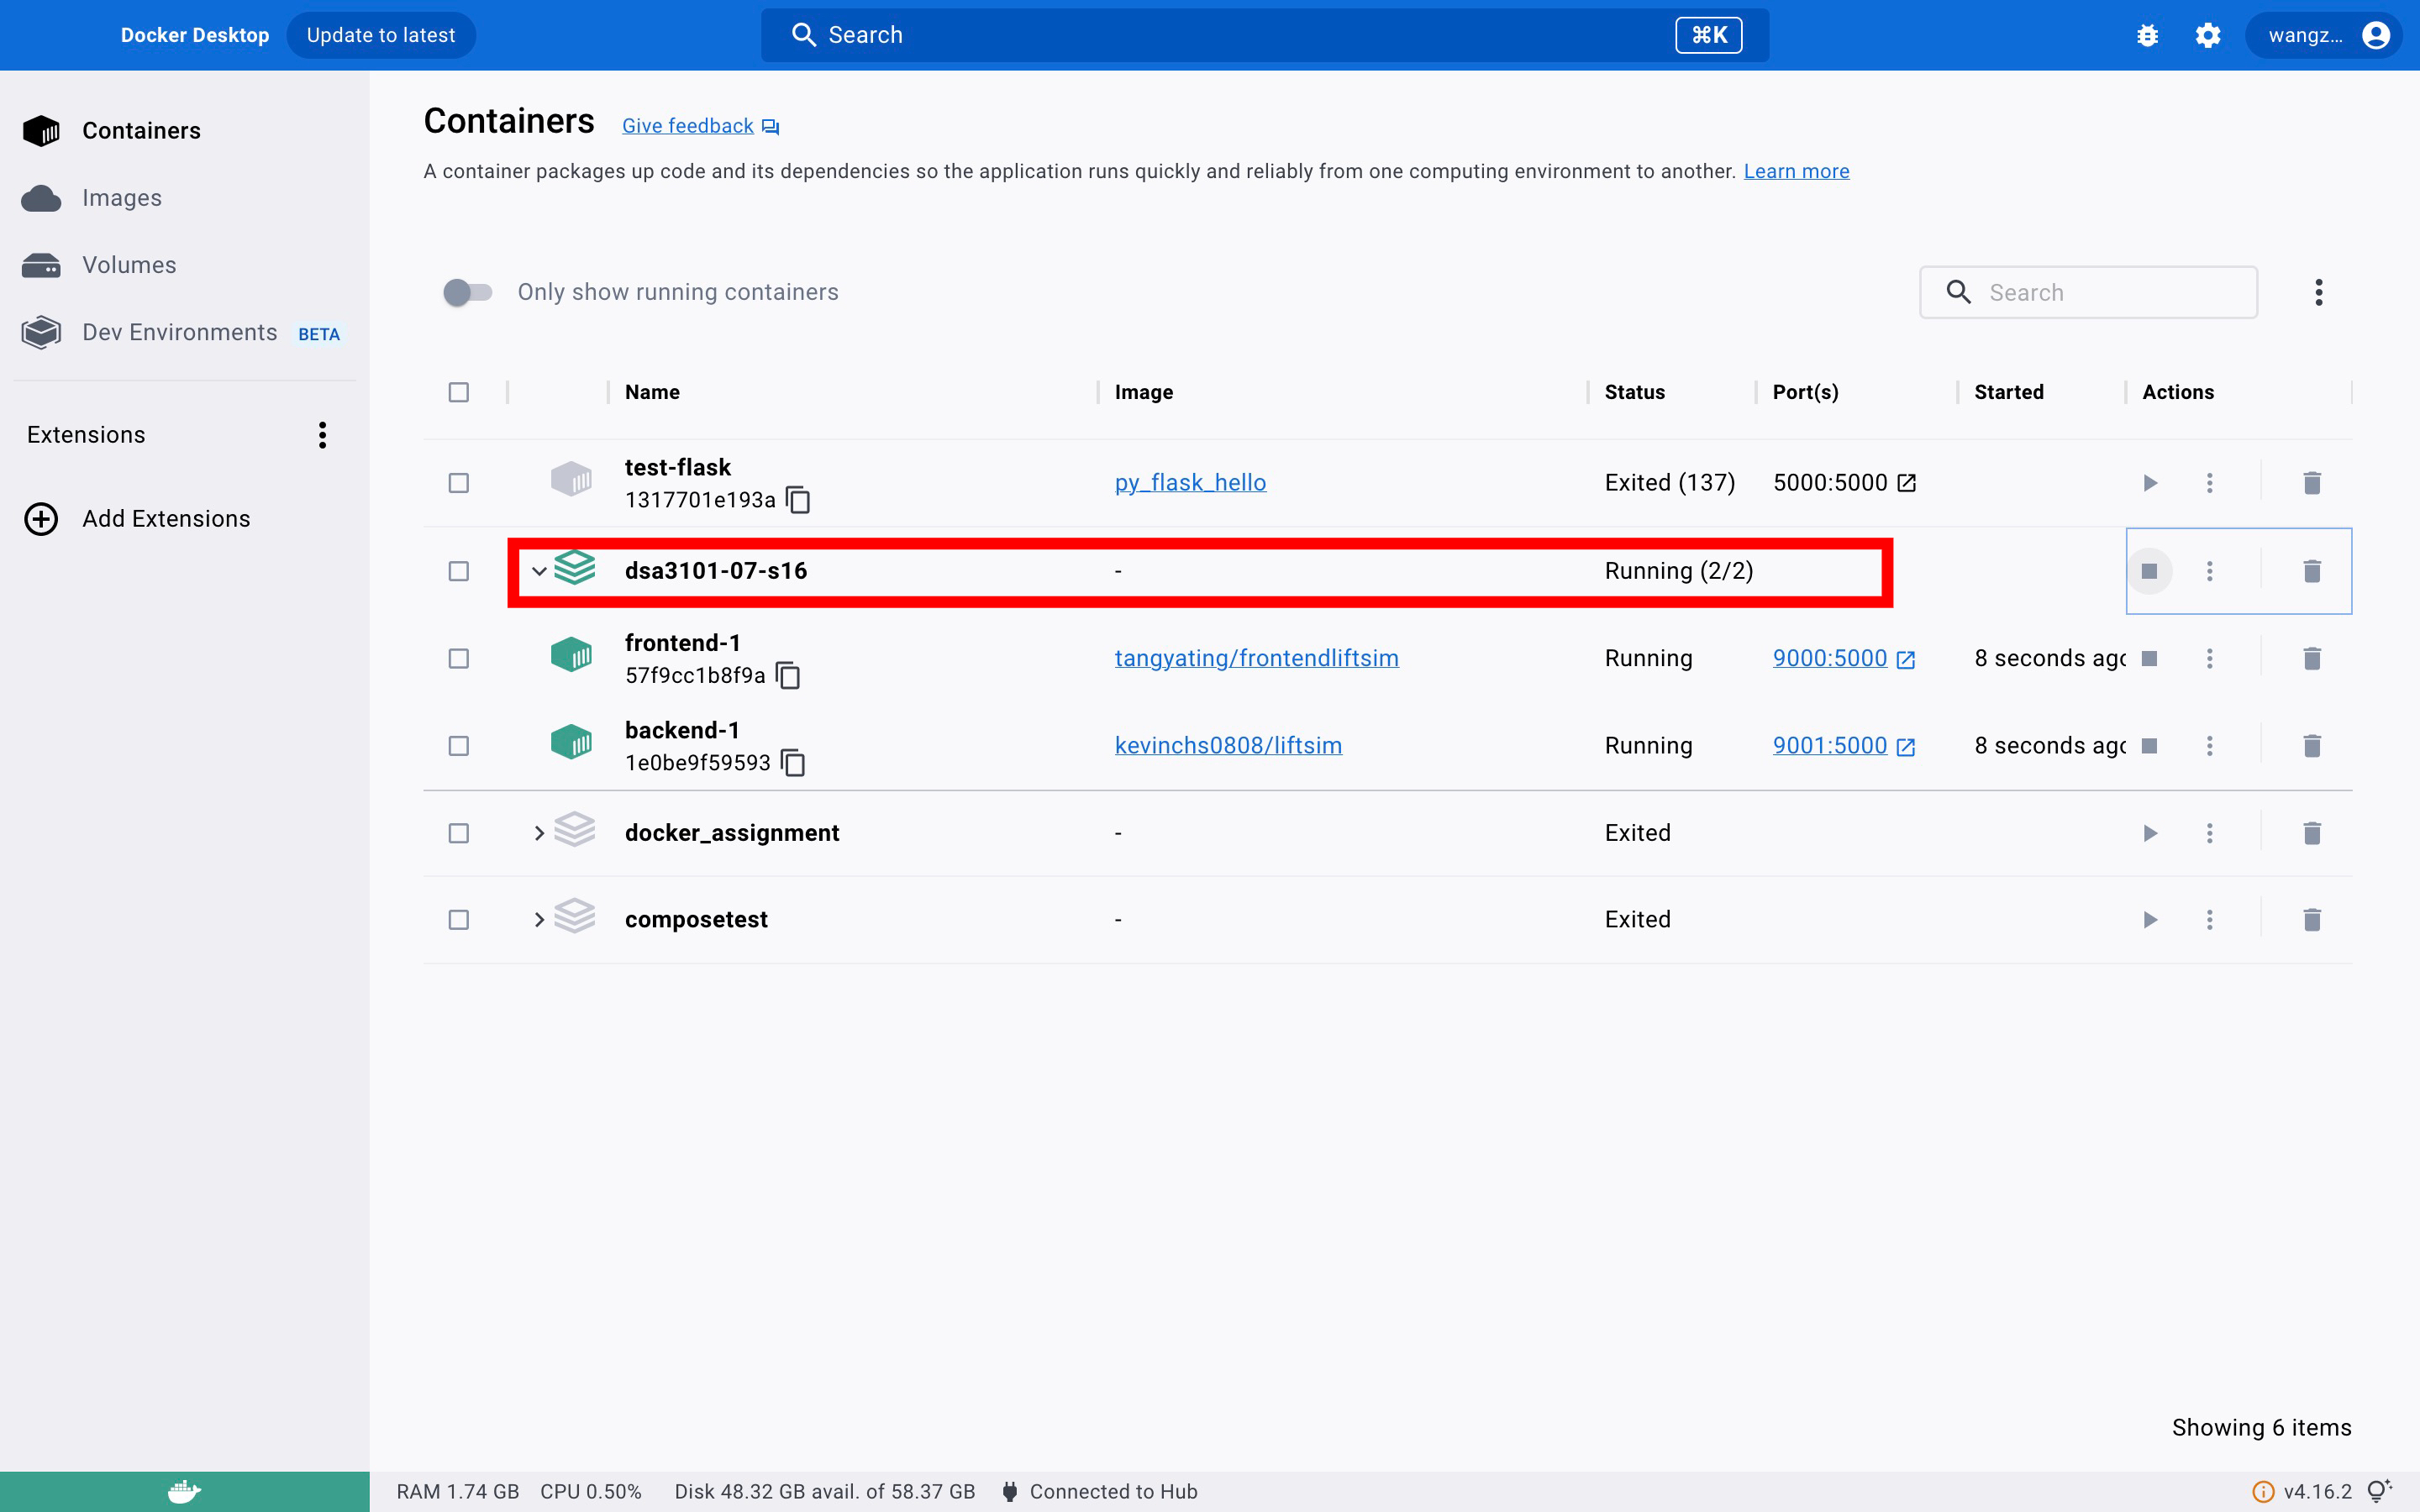 Docker Desktop Update to latest Search ⌘K wangz...
Containers
Images
Volumes
Dev Environments BETA
Extensions
Add Extensions
Containers Give feedback
A container packages up code and its dependencies so the application runs quickly and reliably from one computing environment to another. Learn more
Only show running containers Search
Name Image Status Port(s) Started Actions
test-flask
1317701e193a py_flask_hello Exited (137) 5000:5000
dsa3101-07-s16 - Running (2/2)
frontend-1
57f9cc1b8f9a tangyating/frontendliftsim Running 9000:5000 8 seconds ago
backend-1
1e0be9f59593 kevinchs0808/liftsim Running 9001:5000 8 seconds ago
docker_assignment - Exited
composetest - Exited
Showing 6 items
RAM 1.74 GB CPU 0.50% Disk 48.32 GB avail. of 58.37 GB Connected to Hub v4.16.2